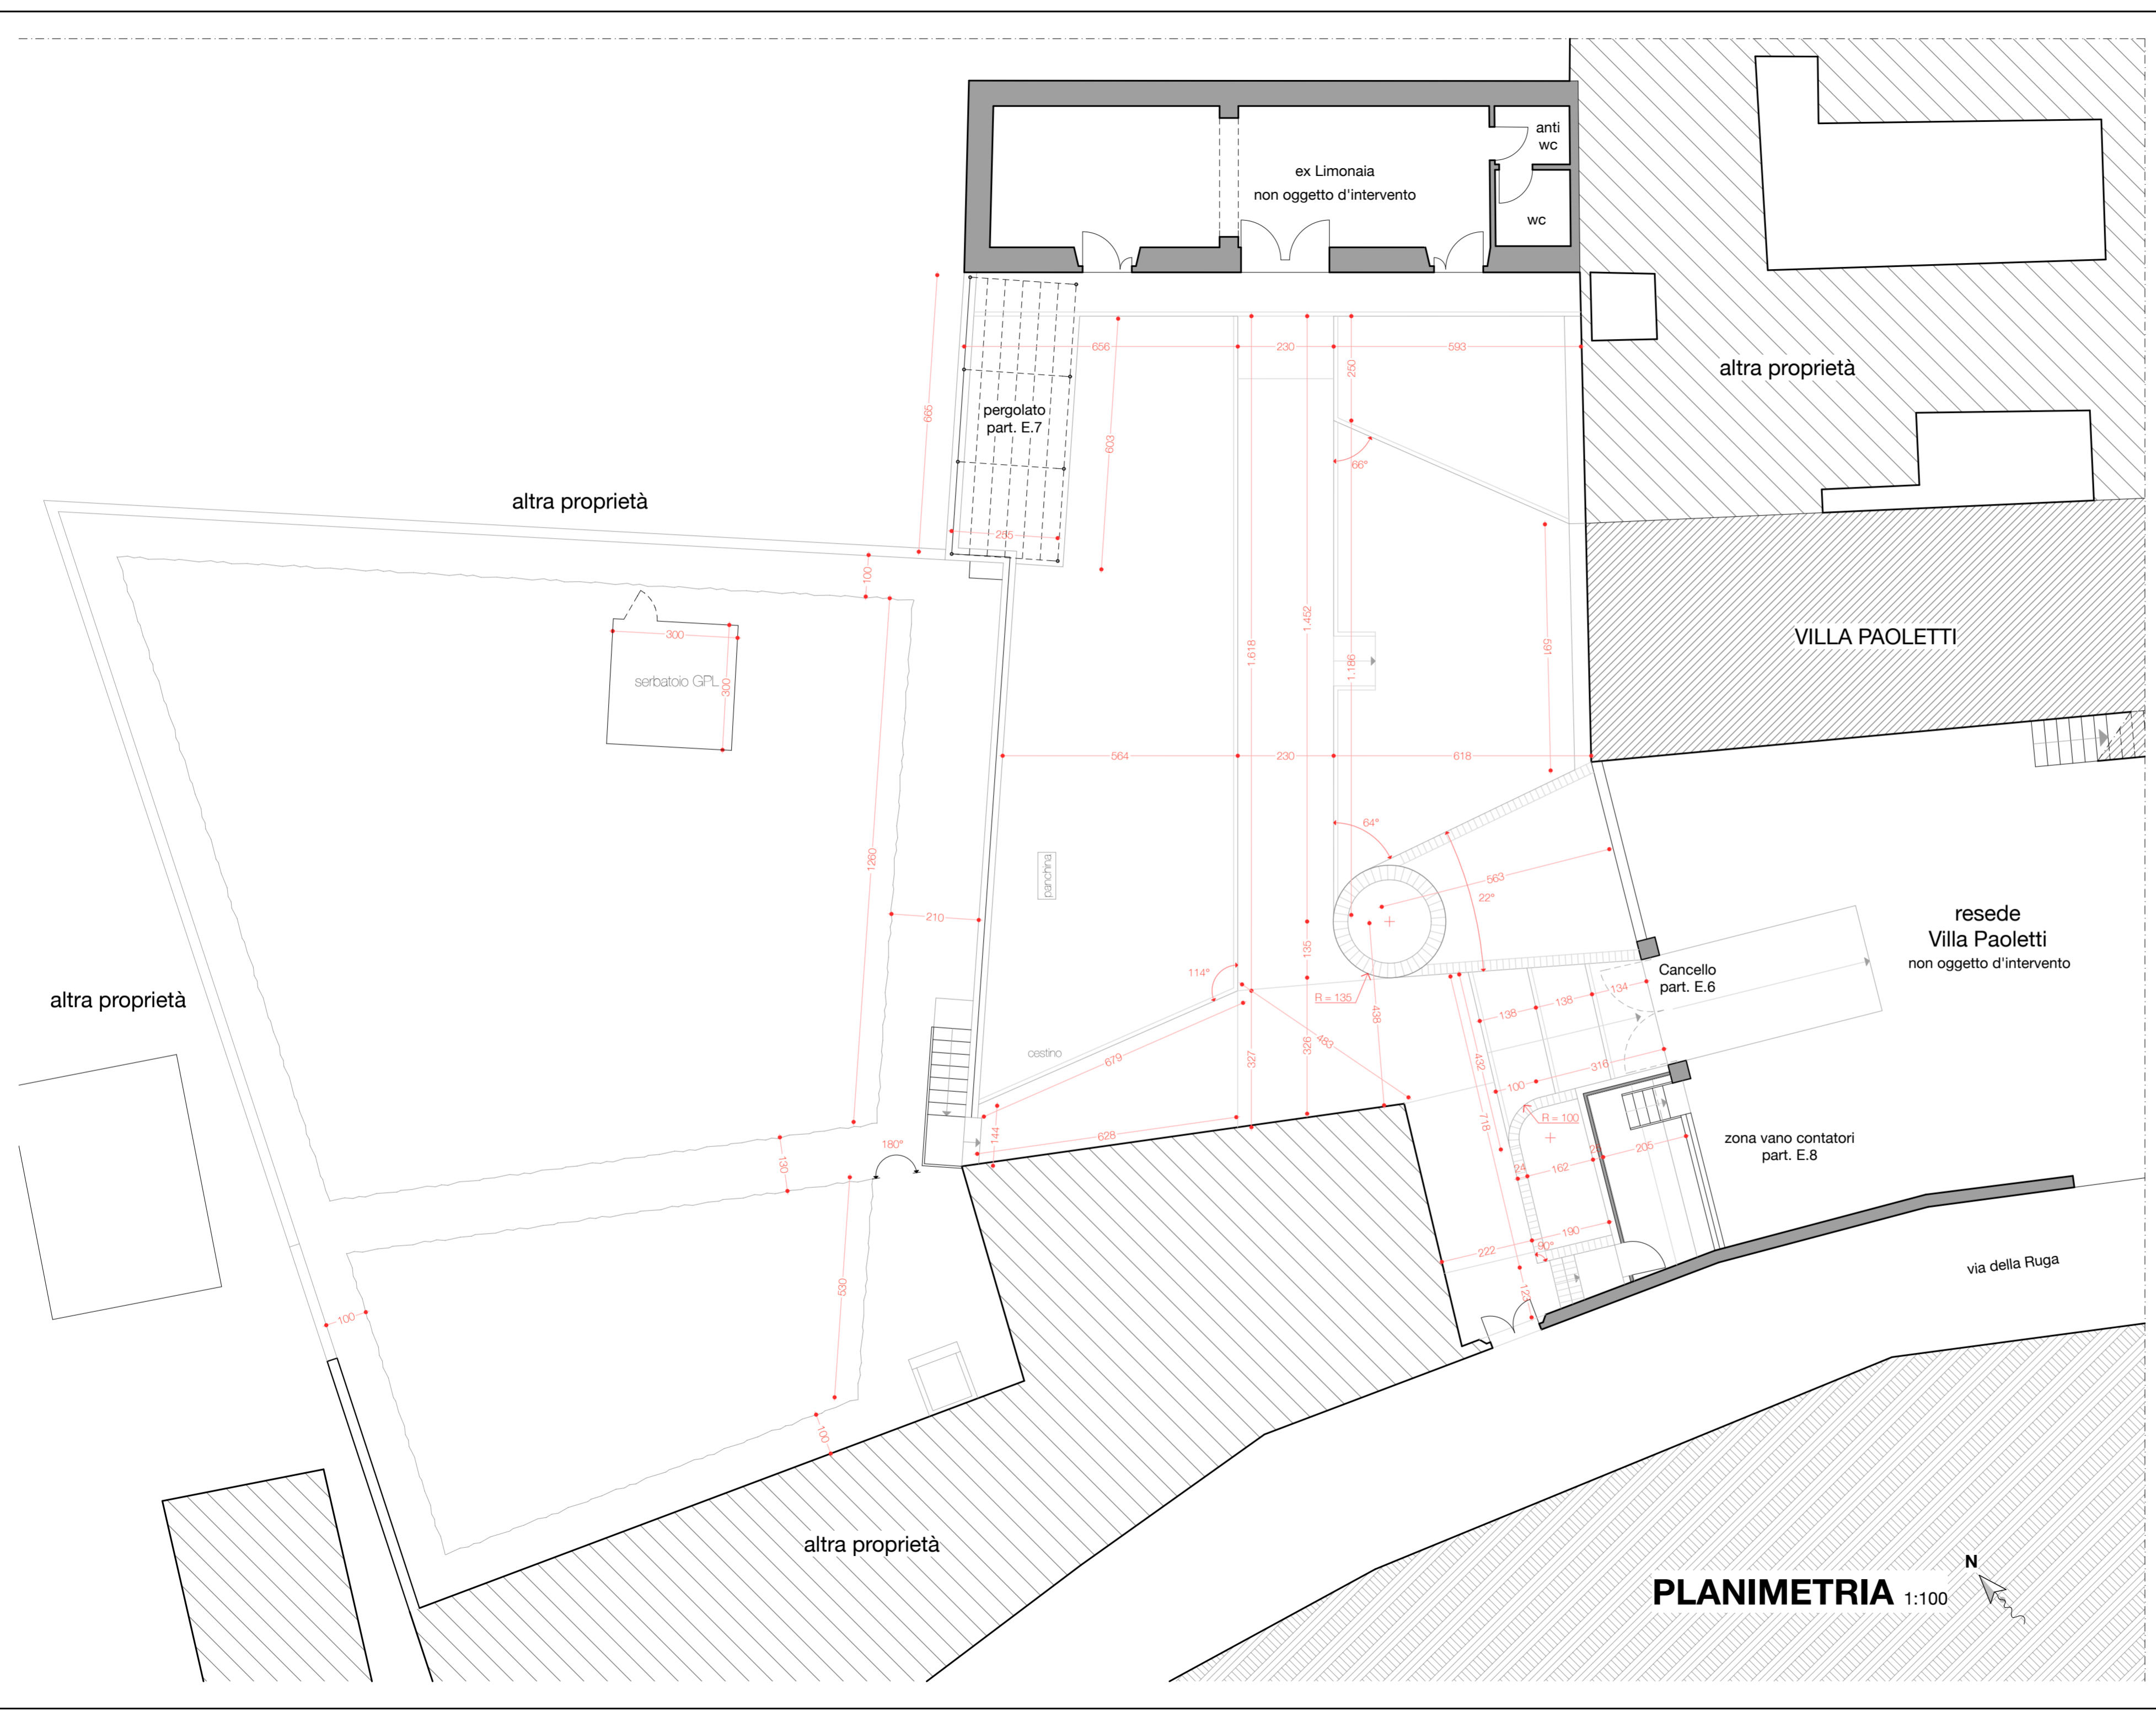 anti
wc
ex Limonaia
non oggetto d'intervento
wc
656
230
593
250
665
603
66°
altra proprietà
pergolato
part. E.7
altra proprietà
255
100
300
serbatoio GPL
300
1.452
1.618
1.186
591
VILLA PAOLETTI
564
230
618
64°
1260
panchina
210
563
22°
135
114°
R = 135
438
resede
Villa Paoletti
non oggetto d'intervento
Cancello
part. E.6
134
138
138
altra proprietà
cestino
679
327
326
483
432
316
100
R = 100
718
144
628
180°
130
24
162
205
zona vano contatori
part. E.8
190
222
90°
530
via della Ruga
100
100
altra proprietà
N
PLANIMETRIA 1:100